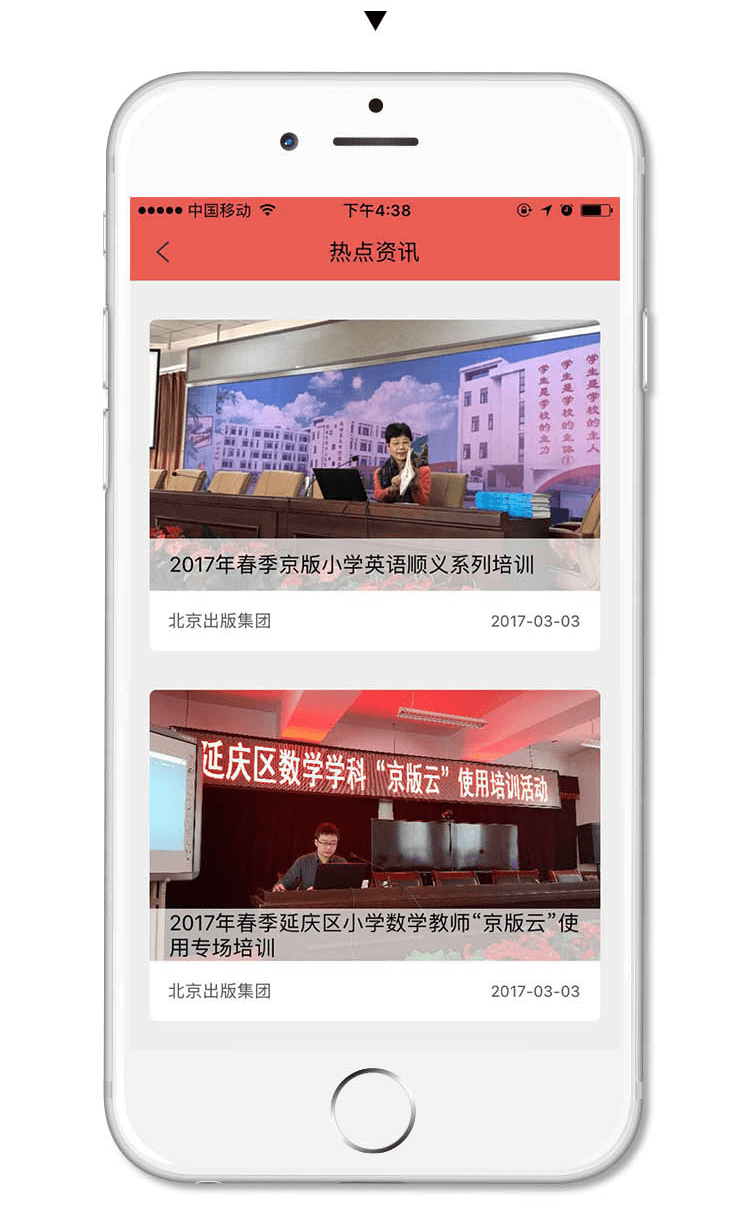 中国移动
下午4:38
热点资讯
学生是学校的主人
学生是学校的主体
学生是学校的主力
2017年春季京版小学英语顺义系列培训
北京出版集团
2017-03-03
延庆区数学学科“京版云”使用培训活动
2017年春季延庆区小学数学教师“京版云”使
用专场培训
北京出版集团
2017-03-03